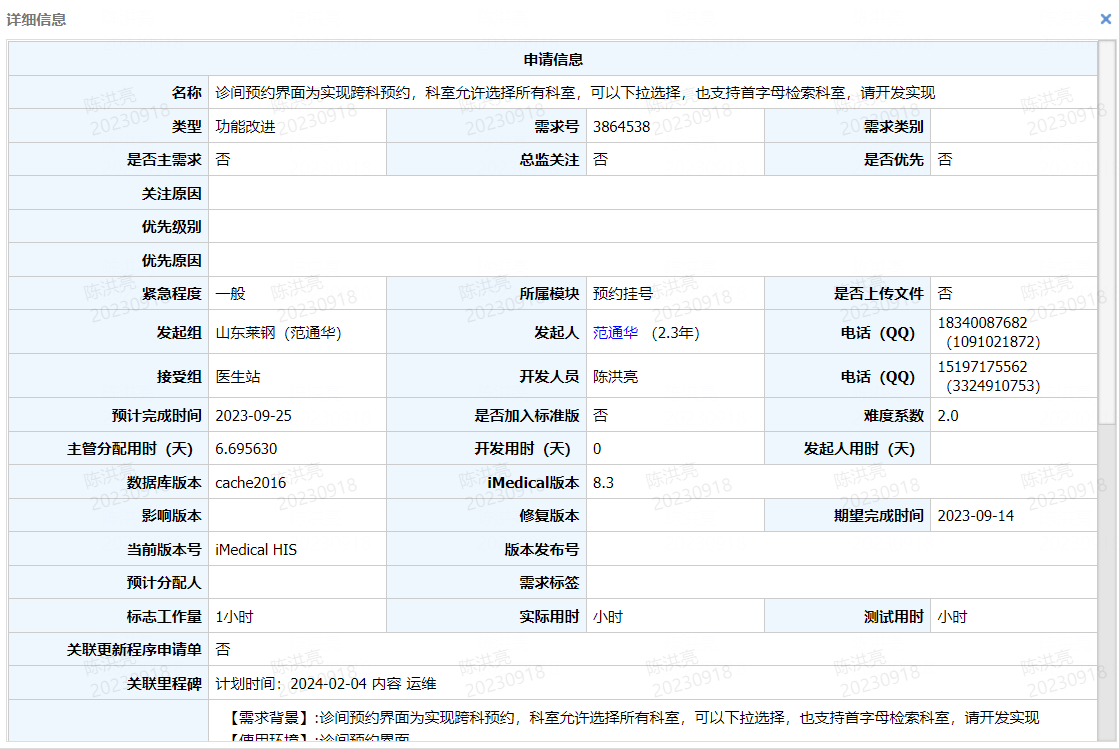 详细信息
申请信息
名称 诊间预约界面为实现跨科预约，科室允许选择所有科室，可以下拉选择，也支持首字母检索科室，请开发实现
类型 功能改进 需求号 3864538 需求类别
是否主需求 否 总监关注 否 是否优先 否
关注原因
优先级别
优先原因
紧急程度 一般 所属模块 预约挂号 是否上传文件 否
发起组 山东莱钢（范通华） 发起人 范通华 （2.3年） 电话（QQ） 18340087682
（1091021872）
接受组 医生站 开发人员 陈洪亮 电话（QQ） 15197175562
（3324910753）
预计完成时间 2023-09-25 是否加入标准版 否 难度系数 2.0
主管分配用时（天） 6.695630 开发用时（天） 0 发起人用时（天）
数据库版本 cache2016 iMedical版本 8.3
影响版本 修复版本 期望完成时间 2023-09-14
当前版本号 iMedical HIS 版本发布号
预计分配人 需求标签
标志工作量 1小时 实际用时 小时 测试用时 小时
关联更新程序申请单 否
关联里程碑 计划时间：2024-02-04 内容 运维
【需求背景】:诊间预约界面为实现跨科预约，科室允许选择所有科室，可以下拉选择，也支持首字母检索科室，请开发实现
【使用环境】:诊间预约界面
陈洪亮
20230918